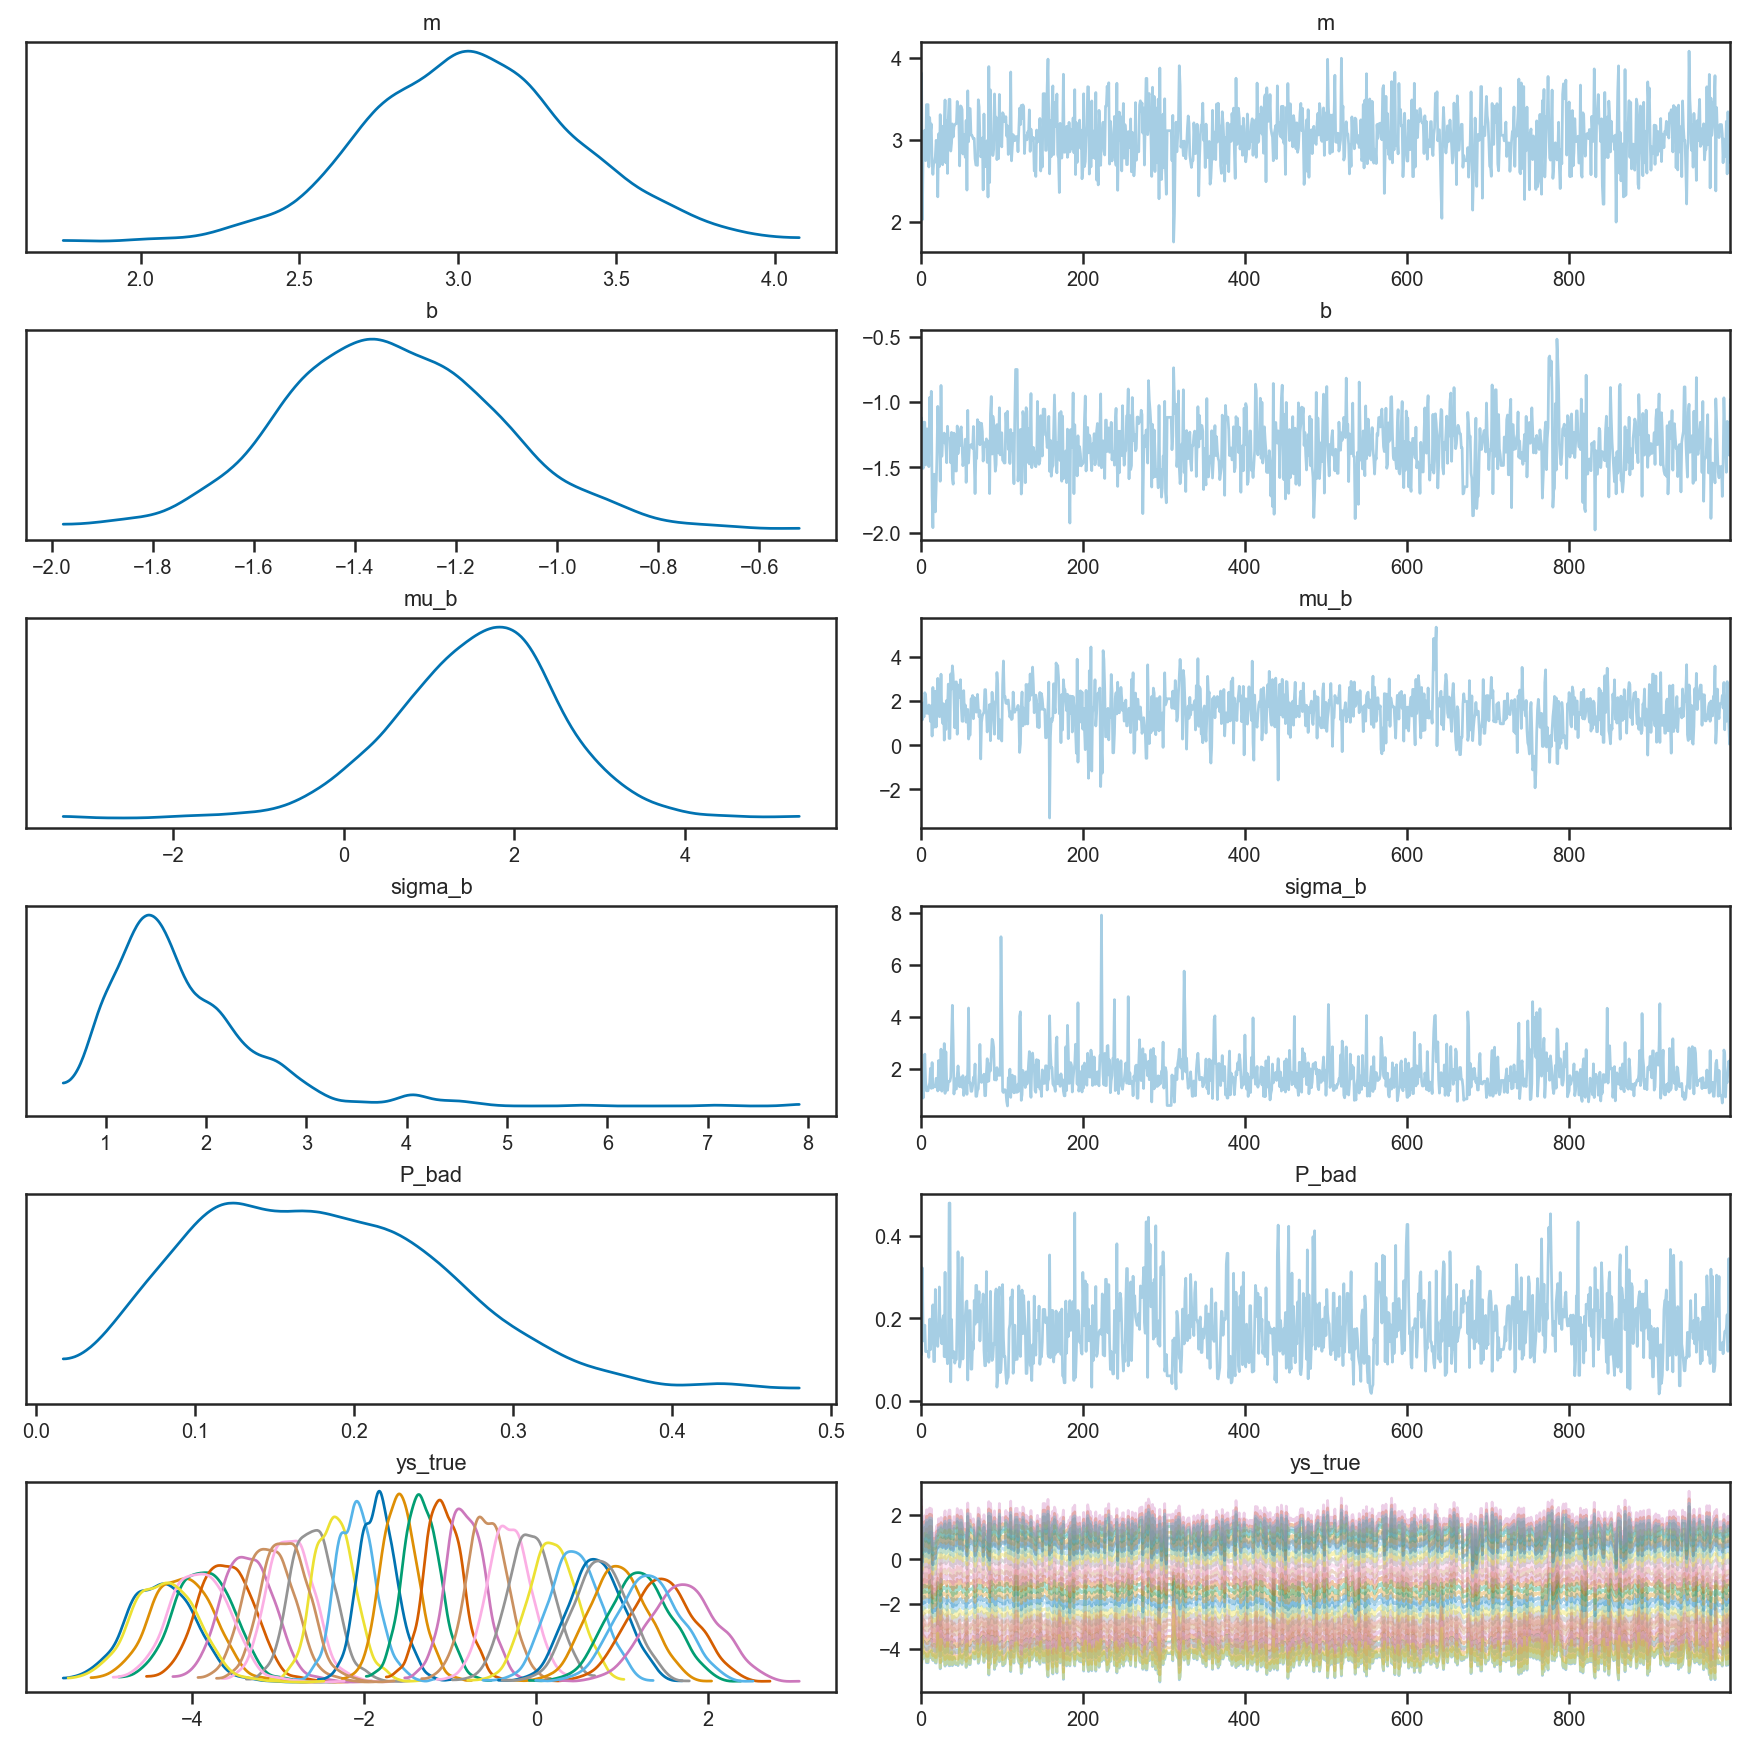 m m
4
3
2
2.0 2.5 3.0 3.5 4.0 0 200 400 600 800
b b
−0.5
−1.0
−1.5
−2.0
−2.0 −1.8 −1.6 −1.4 −1.2 −1.0 −0.8 −0.6 0 200 400 600 800
mu_b mu_b
4
2
0
−2
−2 0 2 4 0 200 400 600 800
sigma_b sigma_b
8
6
4
2
1 2 3 4 5 6 7 8 0 200 400 600 800
P_bad P_bad
0.4
0.2
0.0
0.0 0.1 0.2 0.3 0.4 0.5 0 200 400 600 800
ys_true ys_true
2
0
−2
−4
−4 −2 0 2 0 200 400 600 800